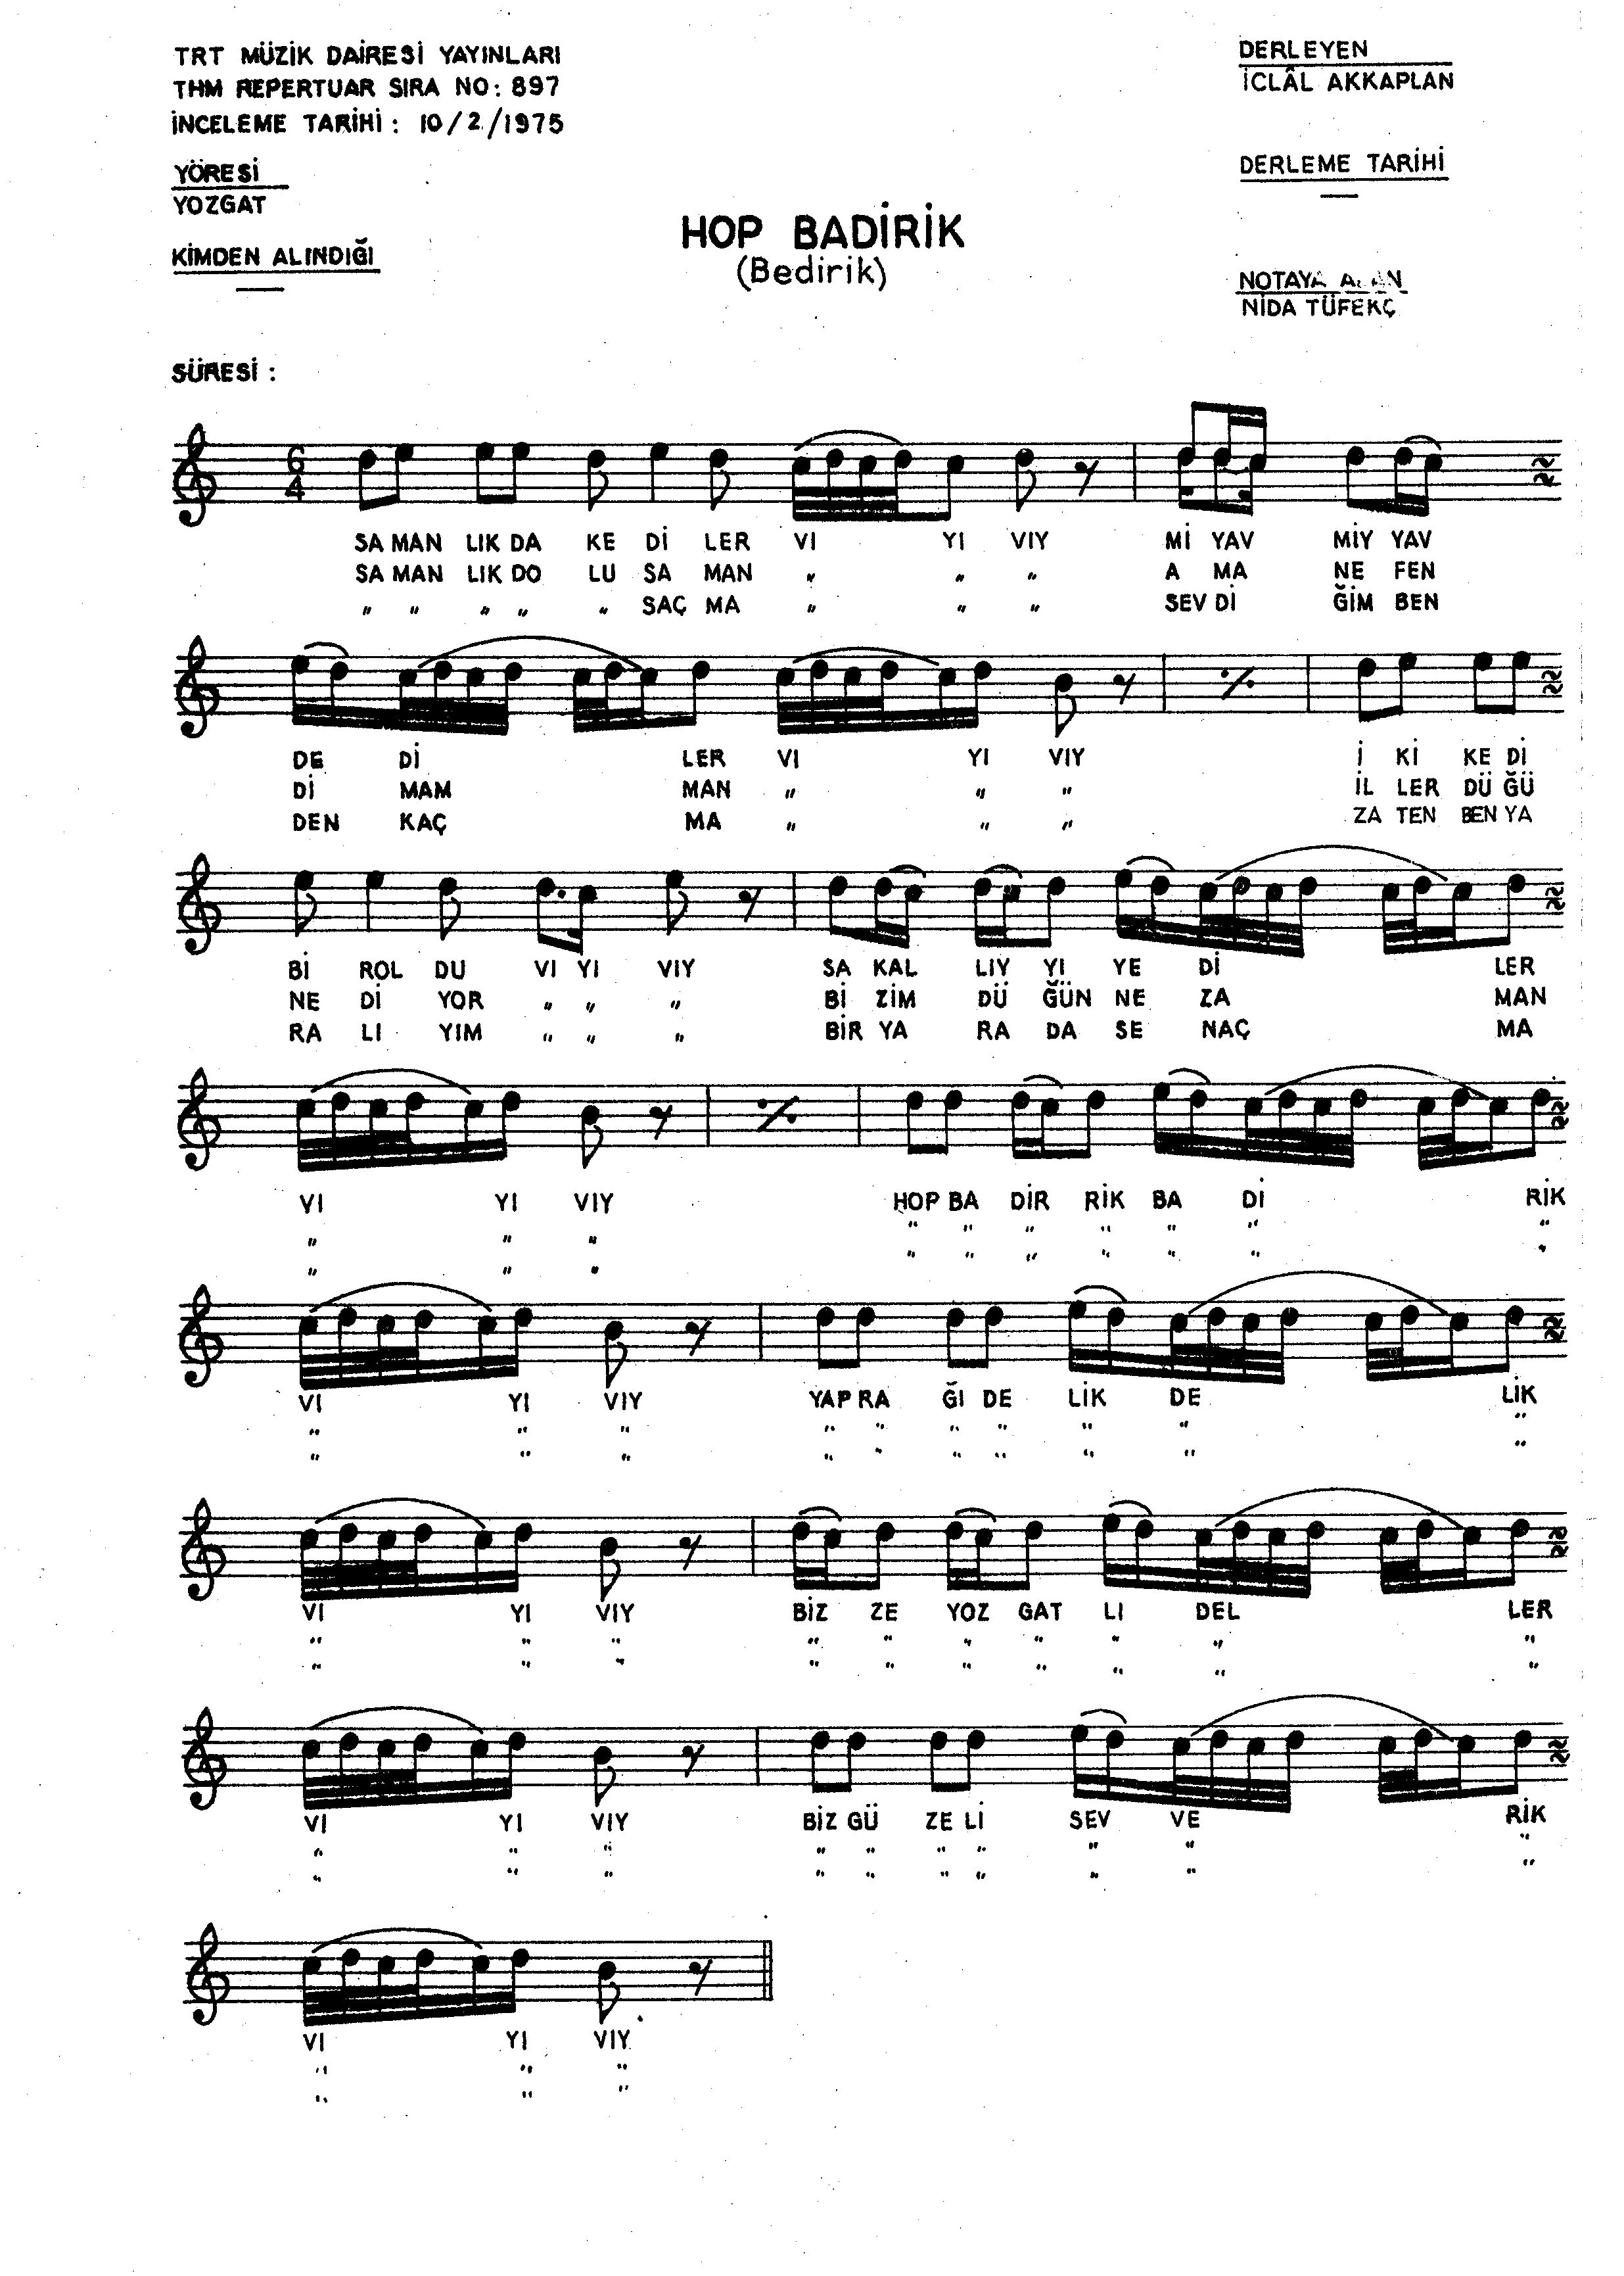 TRT MÜZİK DAİRESİ YAYINLARI
THM REPERTUAR SIRA NO: 897
İNCELEME TARİHİ: 10/2/1975
YÖRESİ
YOZGAT
KİMDEN ALINDIĞI
DERLEYEN
İCLÂL AKKAPLAN
DERLEME TARİHİ
NOTAYA ALAN
NİDA TÜFEKÇ
HOP BADİRİK
(Bedirik)
SÜRESİ :
6
4
SA MAN LIK DA KE Dİ LER VI YI VIY Mİ YAV MİY YAV
SA MAN LIK DO LU SA MAN " " " A MA NE FEN
" " " " " SAÇ MA " " " SEV Dİ ĞİM BEN
DE Dİ LER VI YI VIY İ Kİ KE Dİ
Dİ MAM MAN " " " İL LER DÜ ĞÜ
DEN KAÇ MA " " " ZA TEN BEN YA
Bİ ROL DU VI YI VIY SA KAL LIY YI YE Dİ LER
NE Dİ YOR " " " Bİ ZİM DÜ ĞÜN NE ZA MAN
RA LI YIM " " " BİR YA RA DA SE NAÇ MA
VI YI VIY HOP BA DİR RİK BA Dİ RİK
" " " " " " " " " "
" " " " " " " " " "
VI YI VIY YAP RA ĞI DE LİK DE LİK
" " " " " " " " " "
" " " " " " " " " "
VI YI VIY BİZ ZE YOZ GAT LI DEL LER
" " " " " " " " " "
" " " " " " " " " "
VI YI VIY BİZ GÜ ZE Lİ SEV VE RİK
" " " " " " " " " "
" " " " " " " " " "
VI YI VIY
" " "
" " "